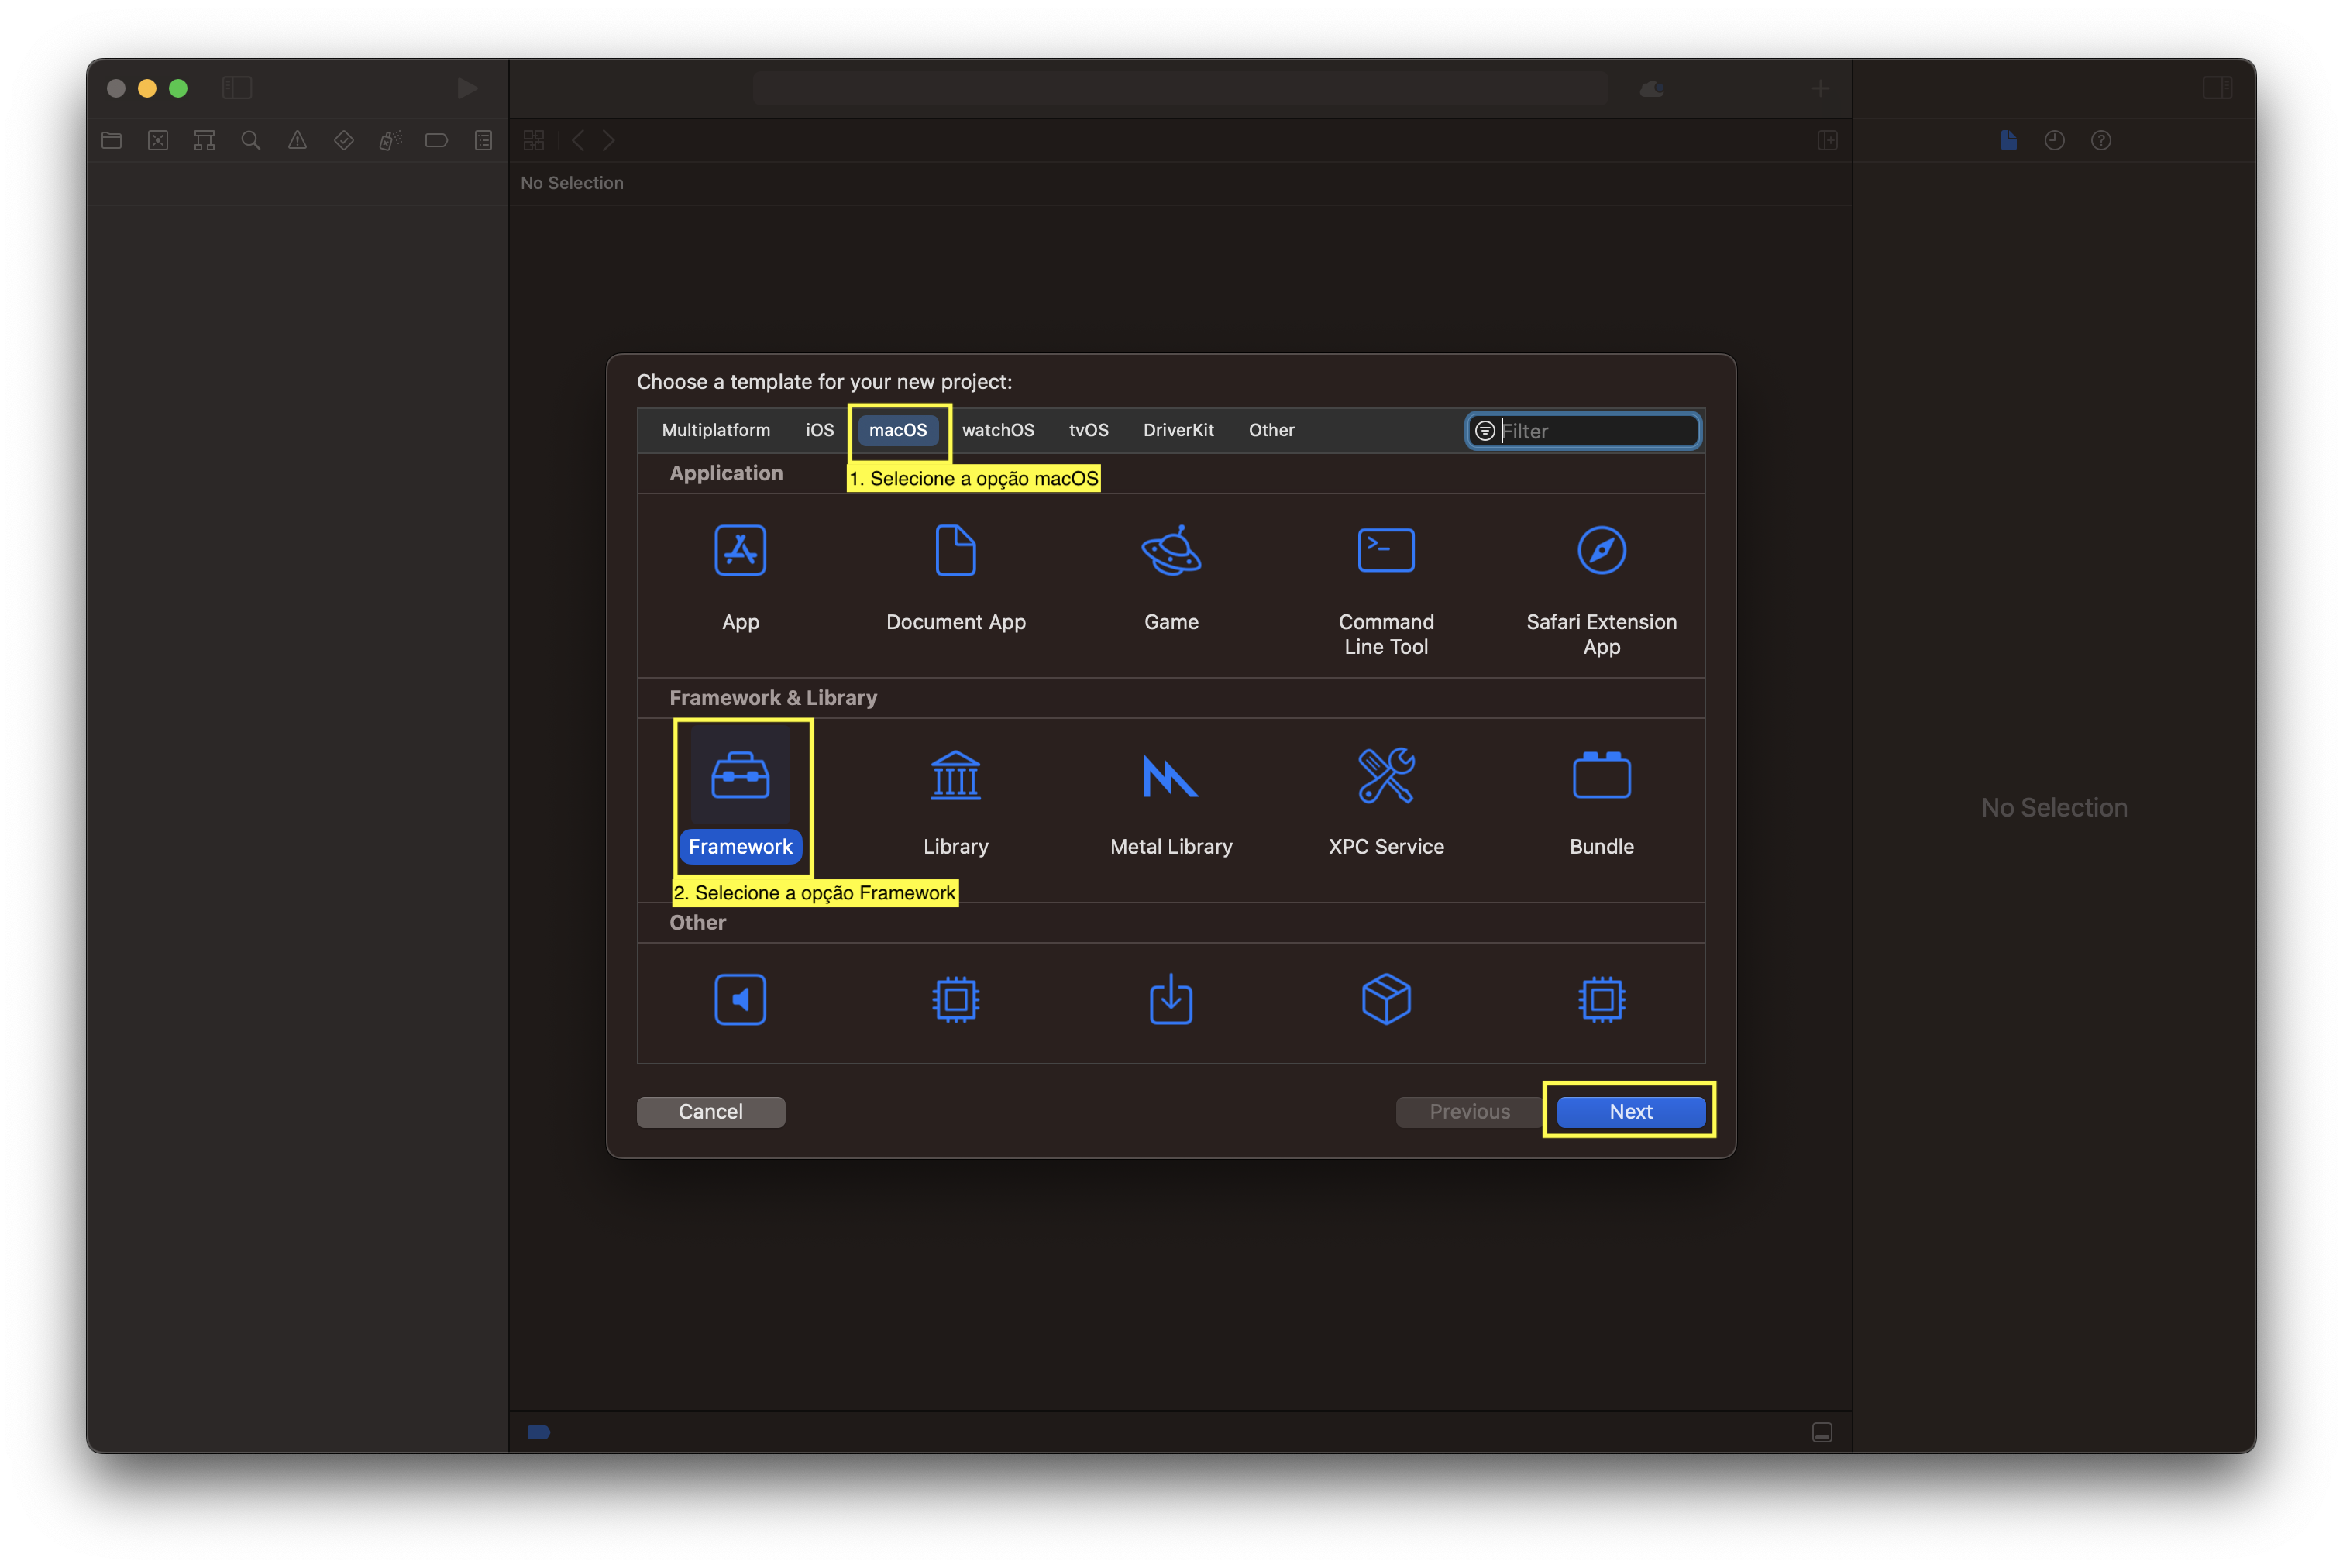 No Selection
Choose a template for your new project:
Multiplatform iOS macOS watchOS tvOS DriverKit Other Filter
Application
1. Selecione a opção macOS
App Document App Game Command Line Tool Safari Extension App
Framework & Library
Framework Library Metal Library XPC Service Bundle
2. Selecione a opção Framework
Other
Cancel Previous Next
No Selection